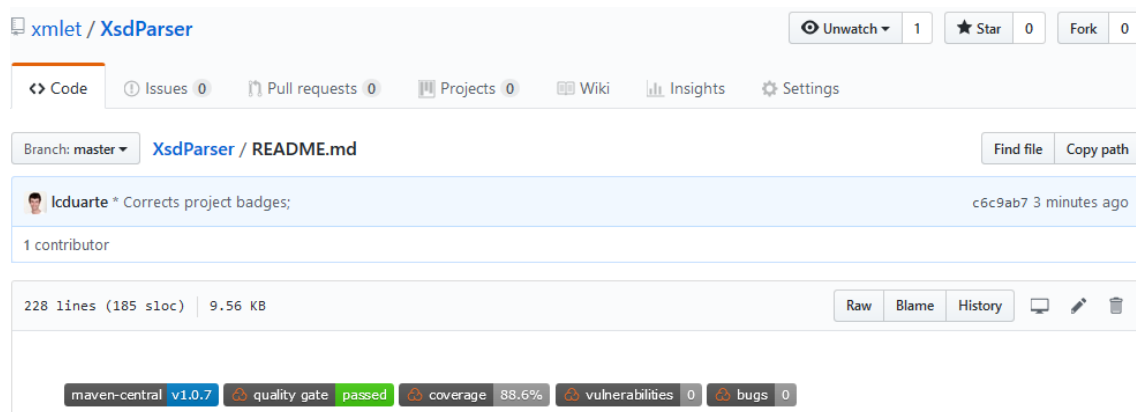 xmlet / XsdParser Unwatch 1 Star 0 Fork 0
Code Issues 0 Pull requests 0 Projects 0 Wiki Insights Settings
Branch: master XsdParser / README.md Find file Copy path
lcduarte * Corrects project badges; c6c9ab7 3 minutes ago
1 contributor
228 lines (185 sloc) 9.56 KB Raw Blame History
maven-central v1.0.7 quality gate passed coverage 88.6% vulnerabilities 0 bugs 0